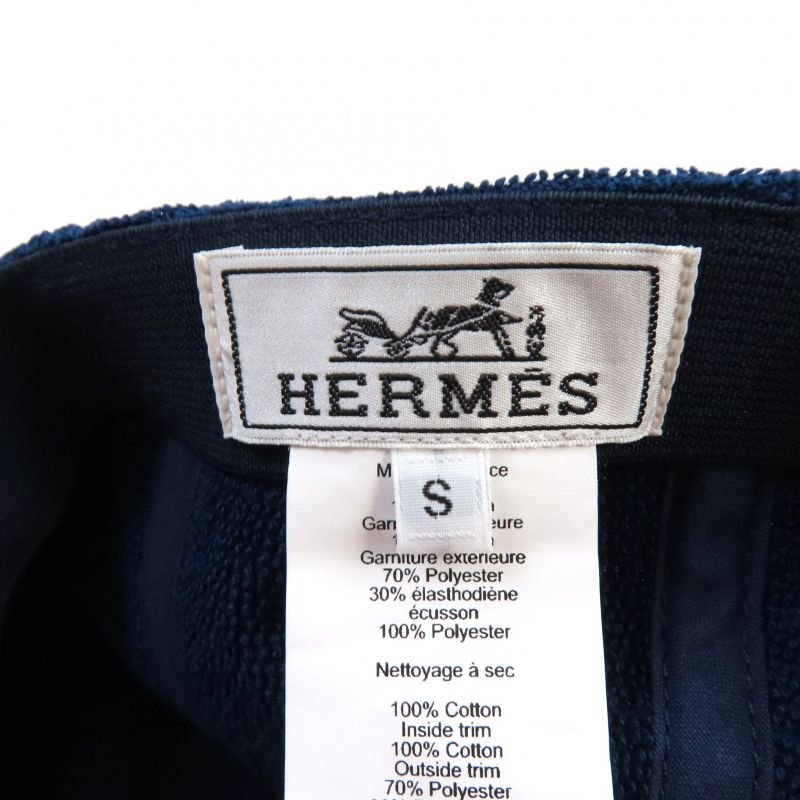 HERMÈS
S
Garniture extérieure
70% Polyester
30% élasthodiène
écusson
100% Polyester
Nettoyage à sec
100% Cotton
Inside trim
100% Cotton
Outside trim
70% Polyester